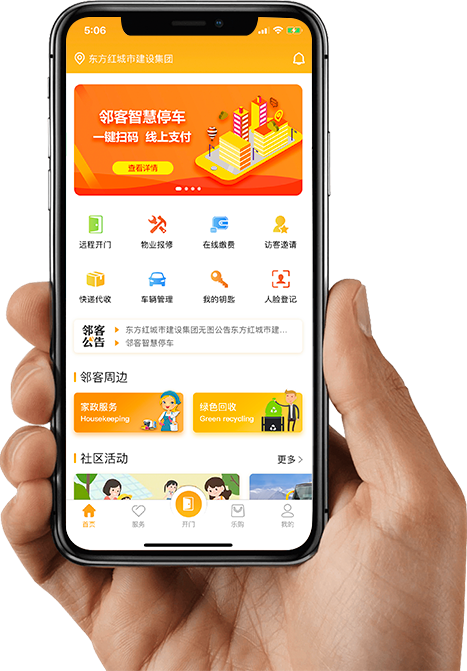 5:06
东方红城市建设集团
邻客智慧停车
一键扫码 线上支付
查看详情
远程开门 物业报修 在线缴费 访客邀请
快递代收 车辆管理 我的钥匙 人脸登记
邻客
公告
东方红城市建设集团无图公告东方红城市建...
邻客智慧停车
邻客周边
家政服务
Housekeeping
绿色回收
Green recycling
社区活动
更多
首页 服务 开门 乐购 我的